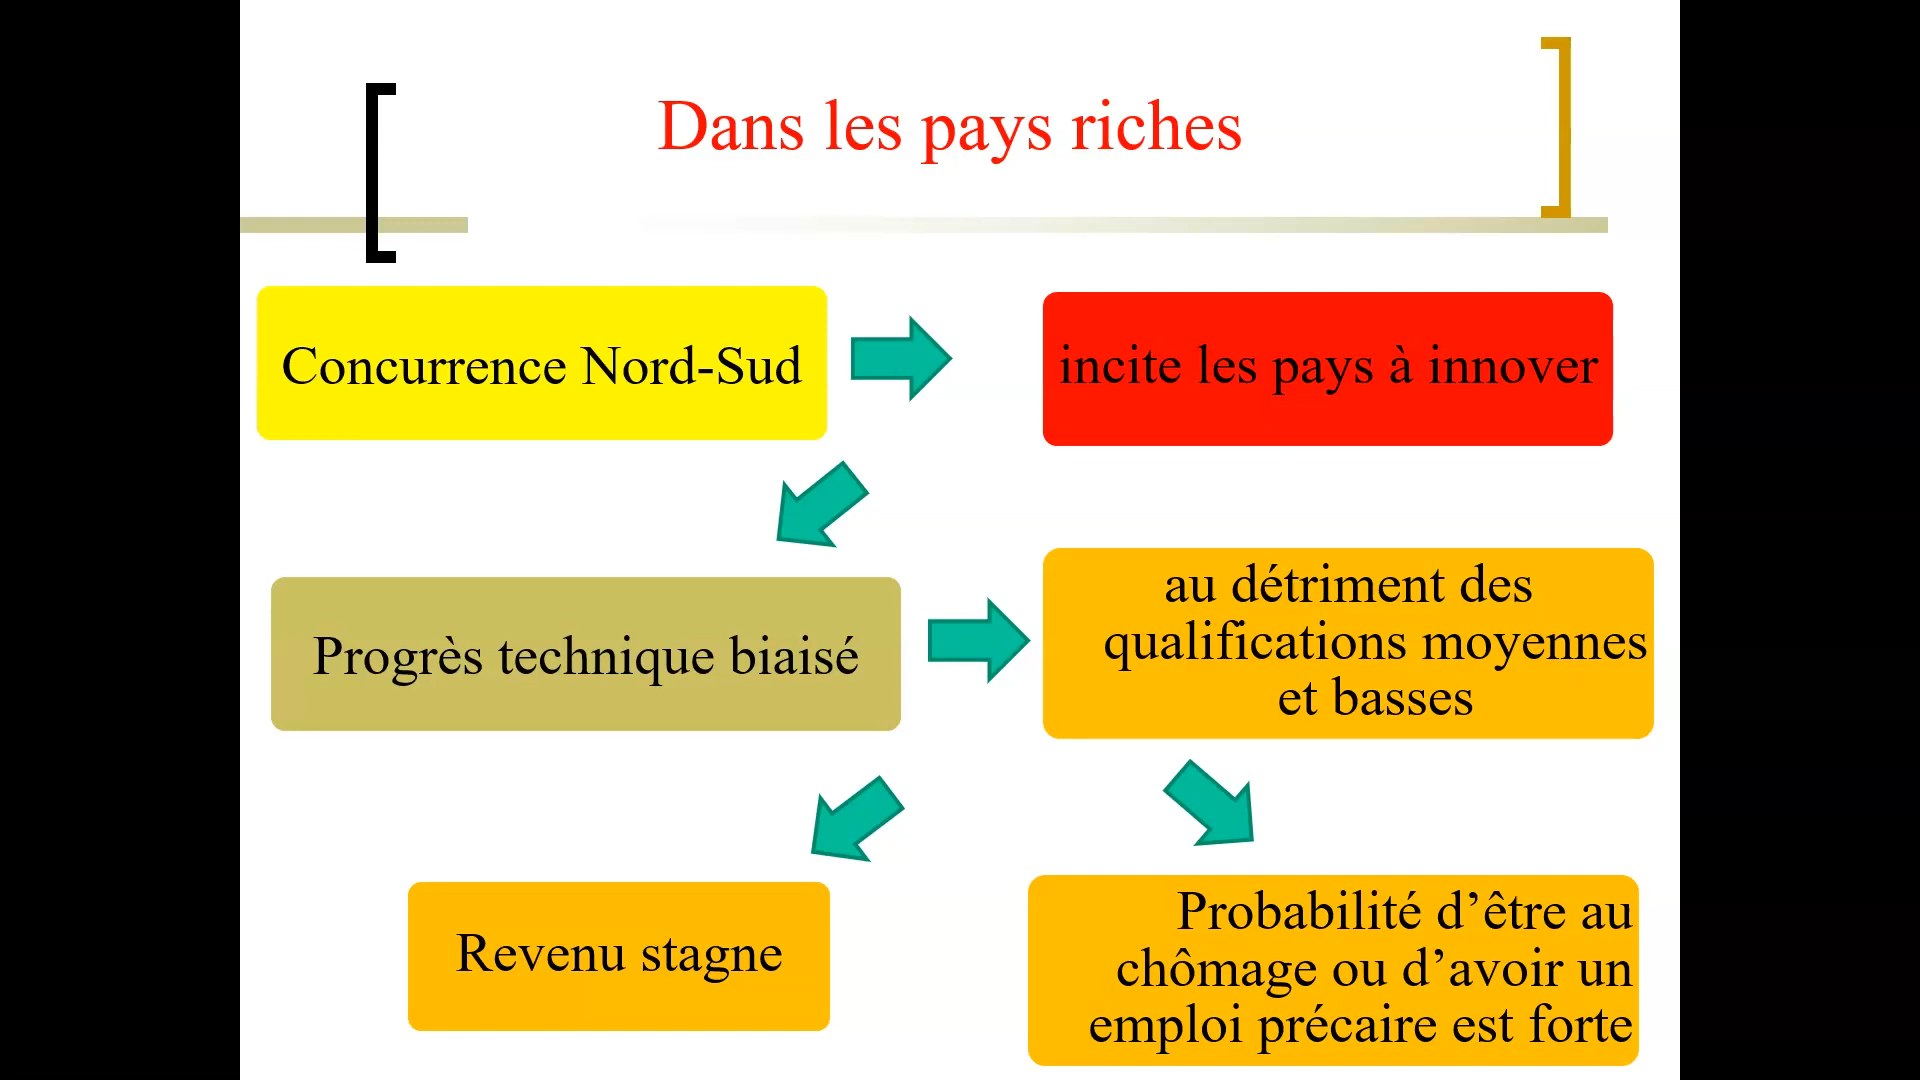 Dans les pays riches
Concurrence Nord-Sud
incite les pays à innover
Progrès technique biaisé
au détriment des
qualifications moyennes
et basses
Revenu stagne
Probabilité d’être au
chômage ou d’avoir un
emploi précaire est forte